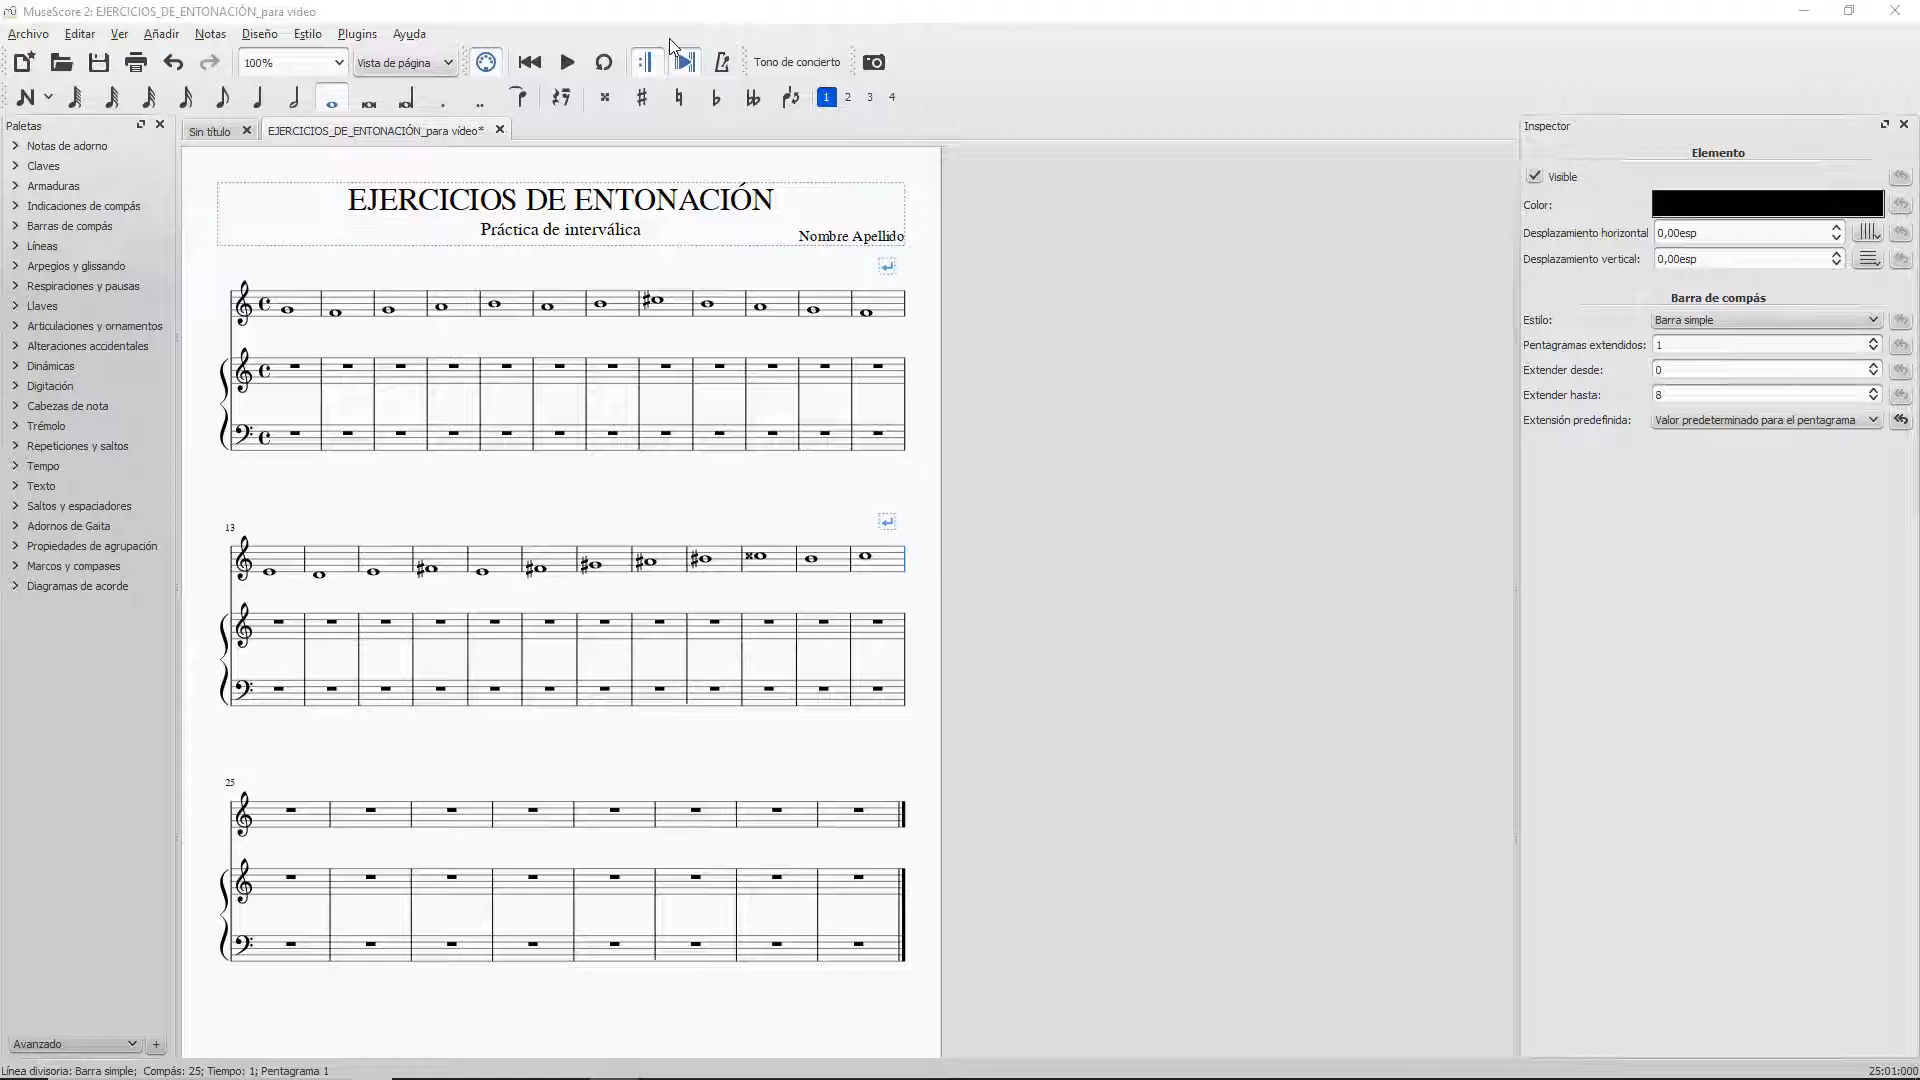 MuseScore 2: EJERCICIOS_DE_ENTONACIÓN_para vídeo
Archivo Editar Ver Añadir Notas Diseño Estilo Plugins Ayuda
100% Vista de página Tono de concierto
1 2 3 4
Paletas
Notas de adorno
Claves
Armaduras
Indicaciones de compás
Barras de compás
Líneas
Arpegios y glissando
Respiraciones y pausas
Llaves
Articulaciones y ornamentos
Alteraciones accidentales
Dinámicas
Digitación
Cabezas de nota
Trémolo
Repeticiones y saltos
Tempo
Texto
Saltos y espaciadores
Adornos de Gaita
Propiedades de agrupación
Marcos y compases
Diagramas de acorde
Avanzado +
Sin título EJERCICIOS_DE_ENTONACIÓN_para vídeo*
EJERCICIOS DE ENTONACIÓN
Práctica de interválica
Nombre Apellido
13
25
Inspector
Elemento
Visible
Color:
Desplazamiento horizontal 0,00esp
Desplazamiento vertical: 0,00esp
Barra de compás
Estilo: Barra simple
Pentagramas extendidos: 1
Extender desde: 0
Extender hasta: 8
Extensión predefinida: Valor predeterminado para el pentagrama
Línea divisoria: Barra simple; Compás: 25; Tiempo: 1; Pentagrama 1
25:01:000